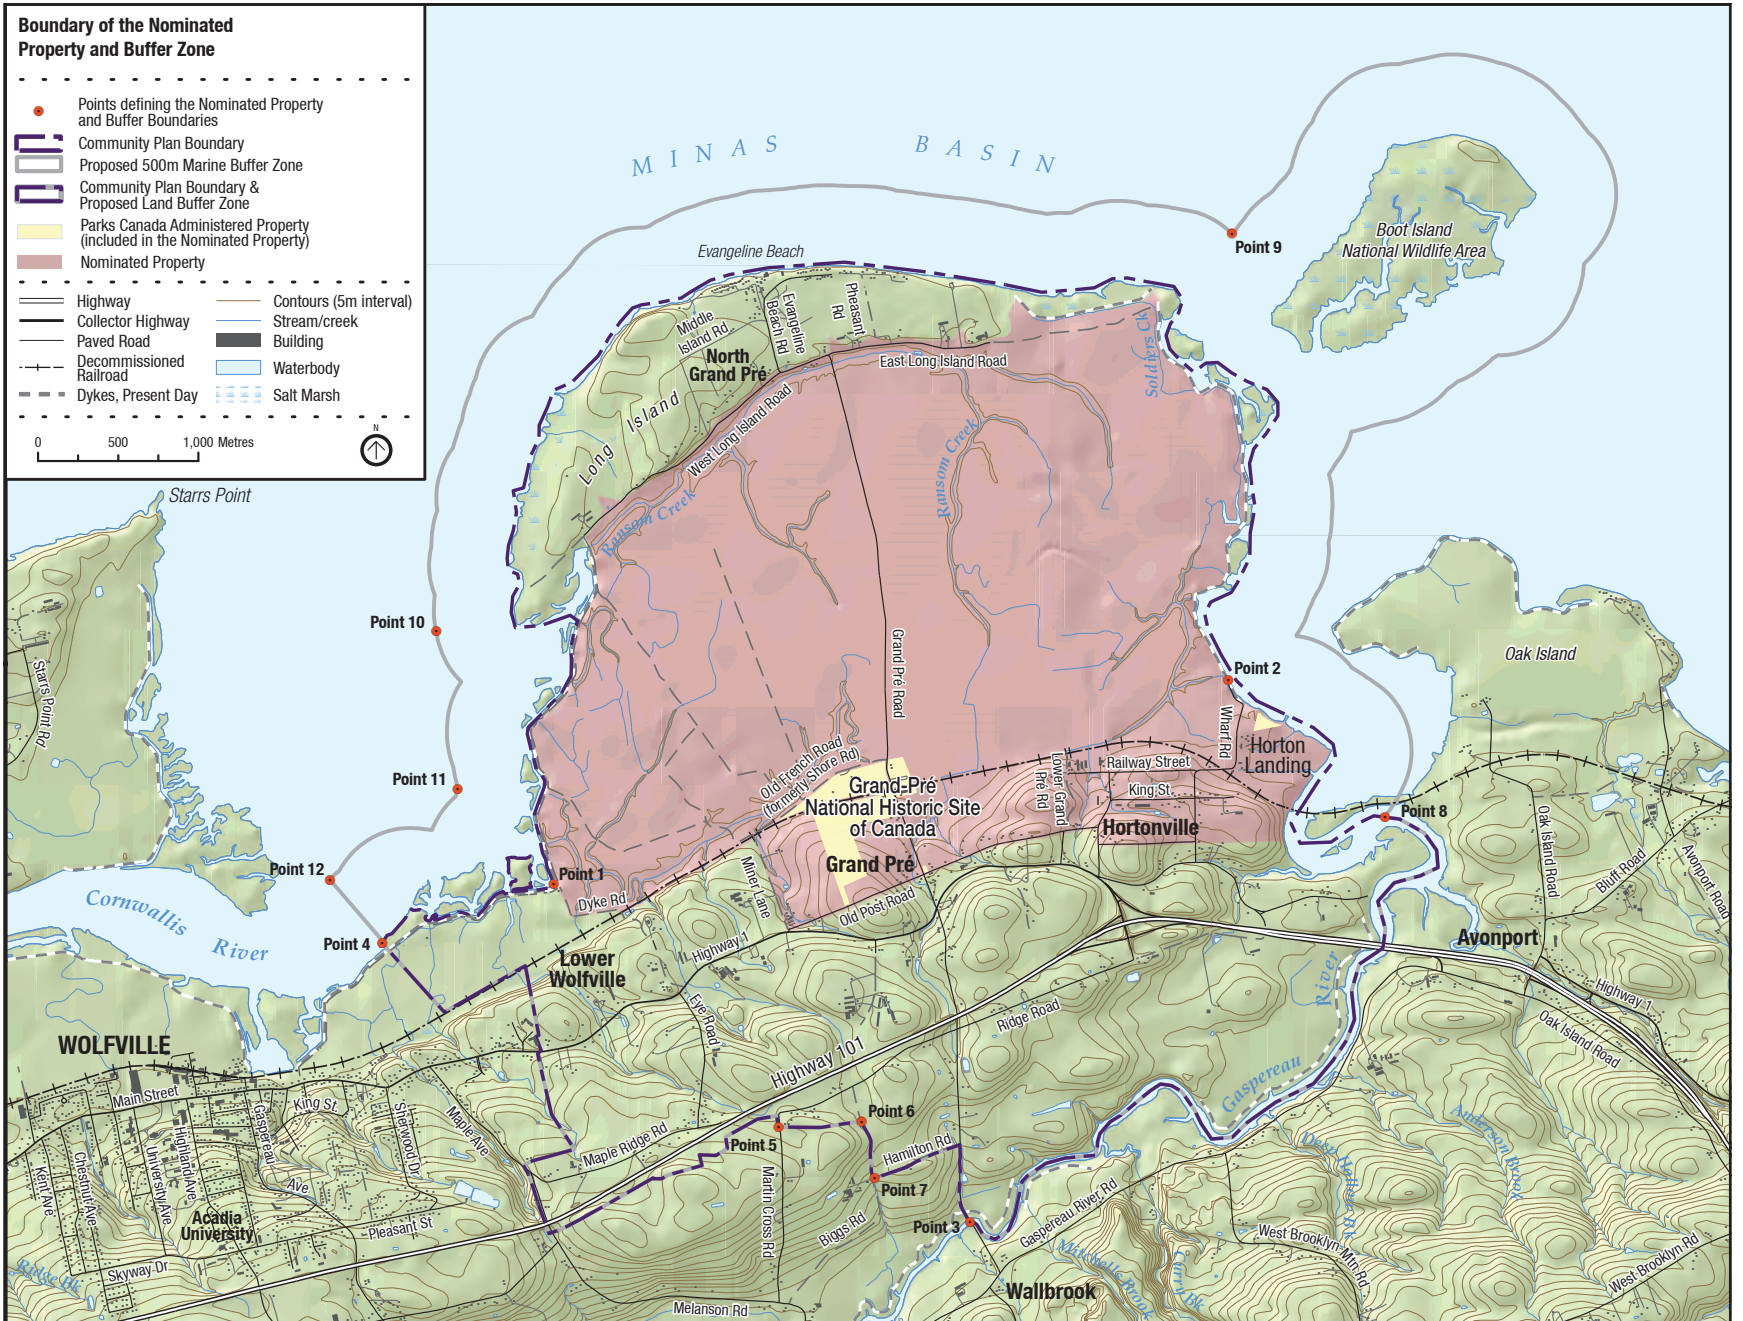 Boundary of the Nominated
Property and Buffer Zone
Points defining the Nominated Property
and Buffer Boundaries
Community Plan Boundary
Proposed 500m Marine Buffer Zone
Community Plan Boundary &
Proposed Land Buffer Zone
Parks Canada Administered Property
(included in the Nominated Property)
Nominated Property
Highway
Collector Highway
Paved Road
Decommissioned
Railroad
Dykes, Present Day
Contours (5m interval)
Stream/creek
Building
Waterbody
Salt Marsh
0 500 1,000 Metres
N
MINAS BASIN
Evangeline Beach
Point 9
Boot Island
National Wildlife Area
Middle
Island Rd
Evangeline
Beach Rd
Pheasant
Rd
North
Grand Pré
East Long Island Road
Soldiers Ck
Long Island
West Long Island Road
Ransom Creek
Ransom Creek
Starrs Point
Starrs Point Rd
Point 10
Grand Pré Road
Point 2
Oak Island
Wharf Rd
Horton
Landing
Old French Road
(formerly Shore Rd)
Lower Grand
Pré Rd
Railway Street
King St.
Point 11
Grand-Pré
National Historic Site
of Canada
Hortonville
Point 8
Oak Island Road
Bluff Road
Avonport Road
Grand Pré
Point 12
Point 1
Dyke Rd
Miner Lane
Old Post Road
Cornwallis River
Point 4
Highway 1
Lower
Wolfville
Avonport
Highway 1
Oak Island Road
River
Gaspereau
Eye Road
Ridge Road
Highway 101
WOLFVILLE
Main Street
King St.
Gaspereau
Ave
Sherwood Dr
Maple Ave
Highland Ave
University Ave
Chestnut Ave
Kent Ave
Acadia
University
Pleasant St
Skyway Dr
Ridge Bk
Maple Ridge Rd
Point 5
Point 6
Hamilton Rd
Point 7
Martin Cross Rd
Biggs Rd
Point 3
Gaspereau River Rd
Melanson Rd
Wallbrook
Mitchells Brook
Curry Bk
Deep Hollow Bk
Anderson Brook
West Brooklyn Mtn Rd
West Brooklyn Rd